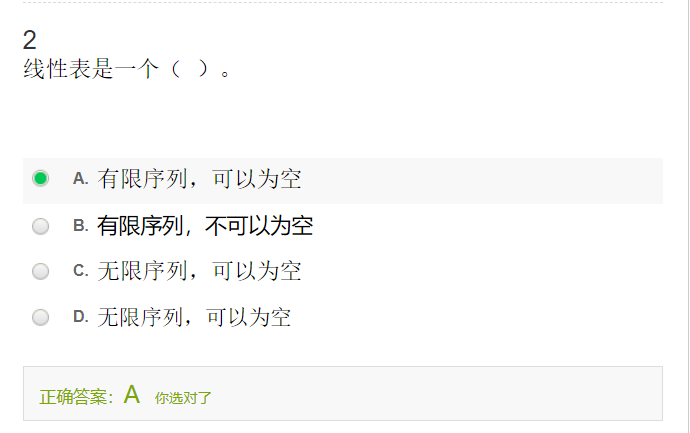 2
线性表是一个（ ）。
A. 有限序列，可以为空
B. 有限序列，不可以为空
C. 无限序列，可以为空
D. 无限序列，可以为空
正确答案：A 你选对了